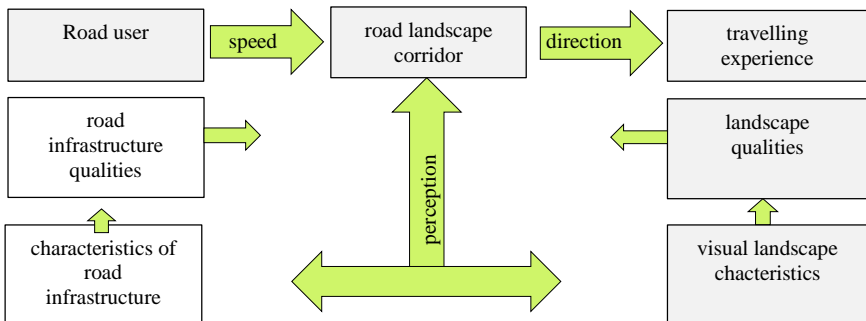 Road user
speed
road landscape
corridor
direction
travelling
experience
road
infrastructure
qualities
landscape
qualities
perception
characteristics of
road
infrastructure
visual landscape
chacteristics